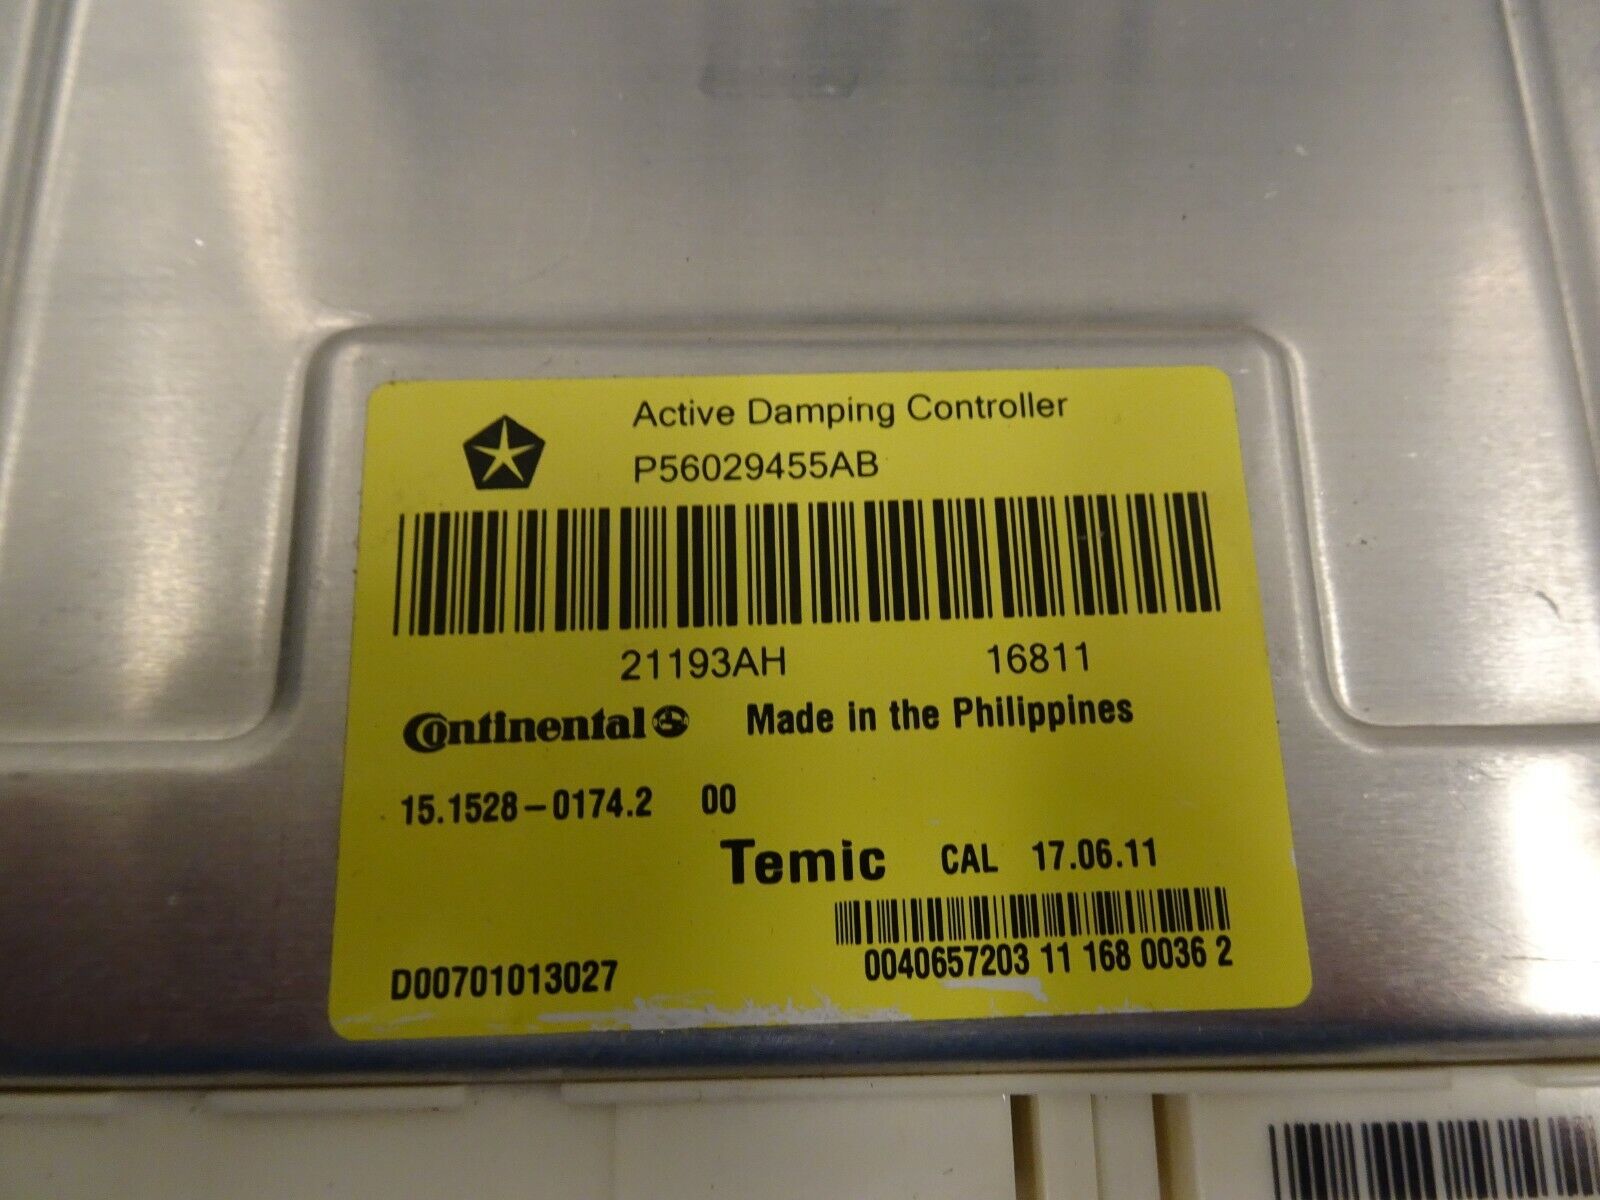 Active Damping Controller
P56029455AB
21193AH 16811
Continental Made in the Philippines
15.1528-0174.2 00
Temic CAL 17.06.11
0040657203 11 168 0036 2
D00701013027